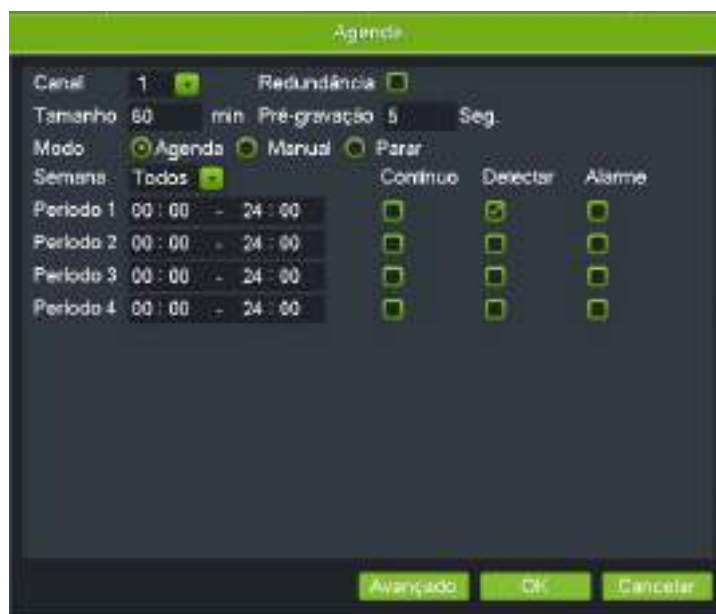 Agenda
Canal 1 Redundância
Tamanho 60 min Pré-gravação 5 Seg.
Modo Agenda Manual Parar
Semana Todos Contínuo Detectar Alarme
Período 1 00 : 00 - 24 : 00
Período 2 00 : 00 - 24 : 00
Período 3 00 : 00 - 24 : 00
Período 4 00 : 00 - 24 : 00
Avançado OK Cancelar